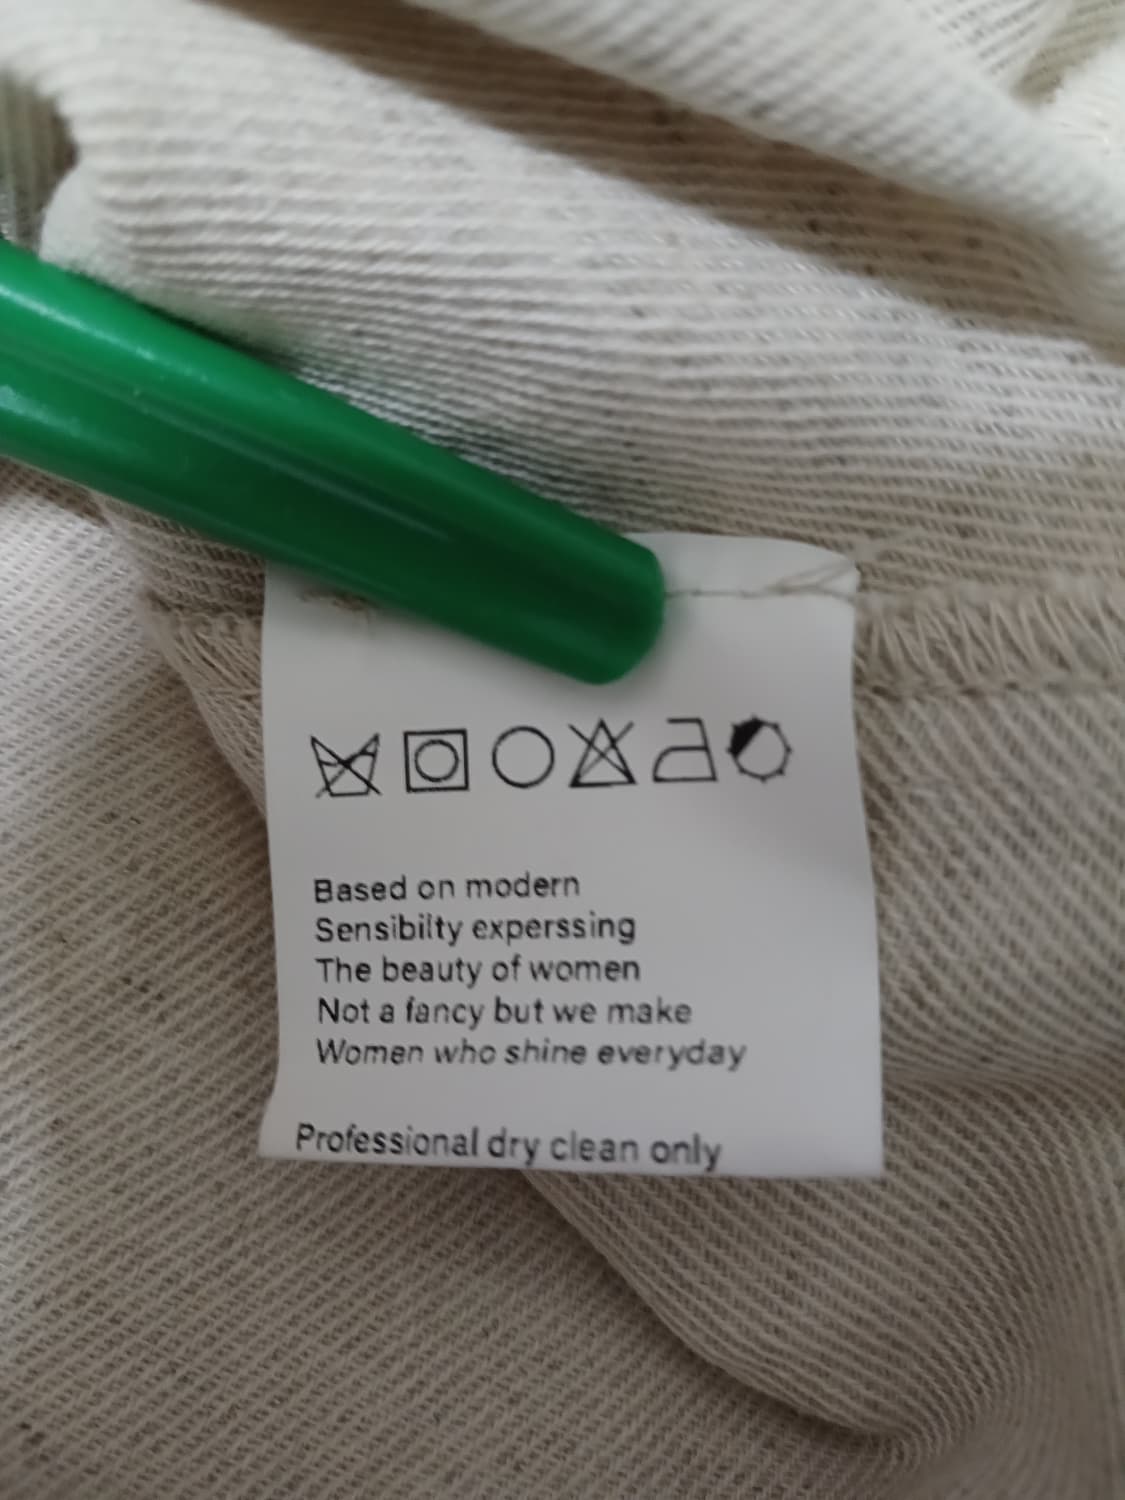 Based on modern
Sensibilty experssing
The beauty of women
Not a fancy but we make
Women who shine everyday
Professional dry clean only